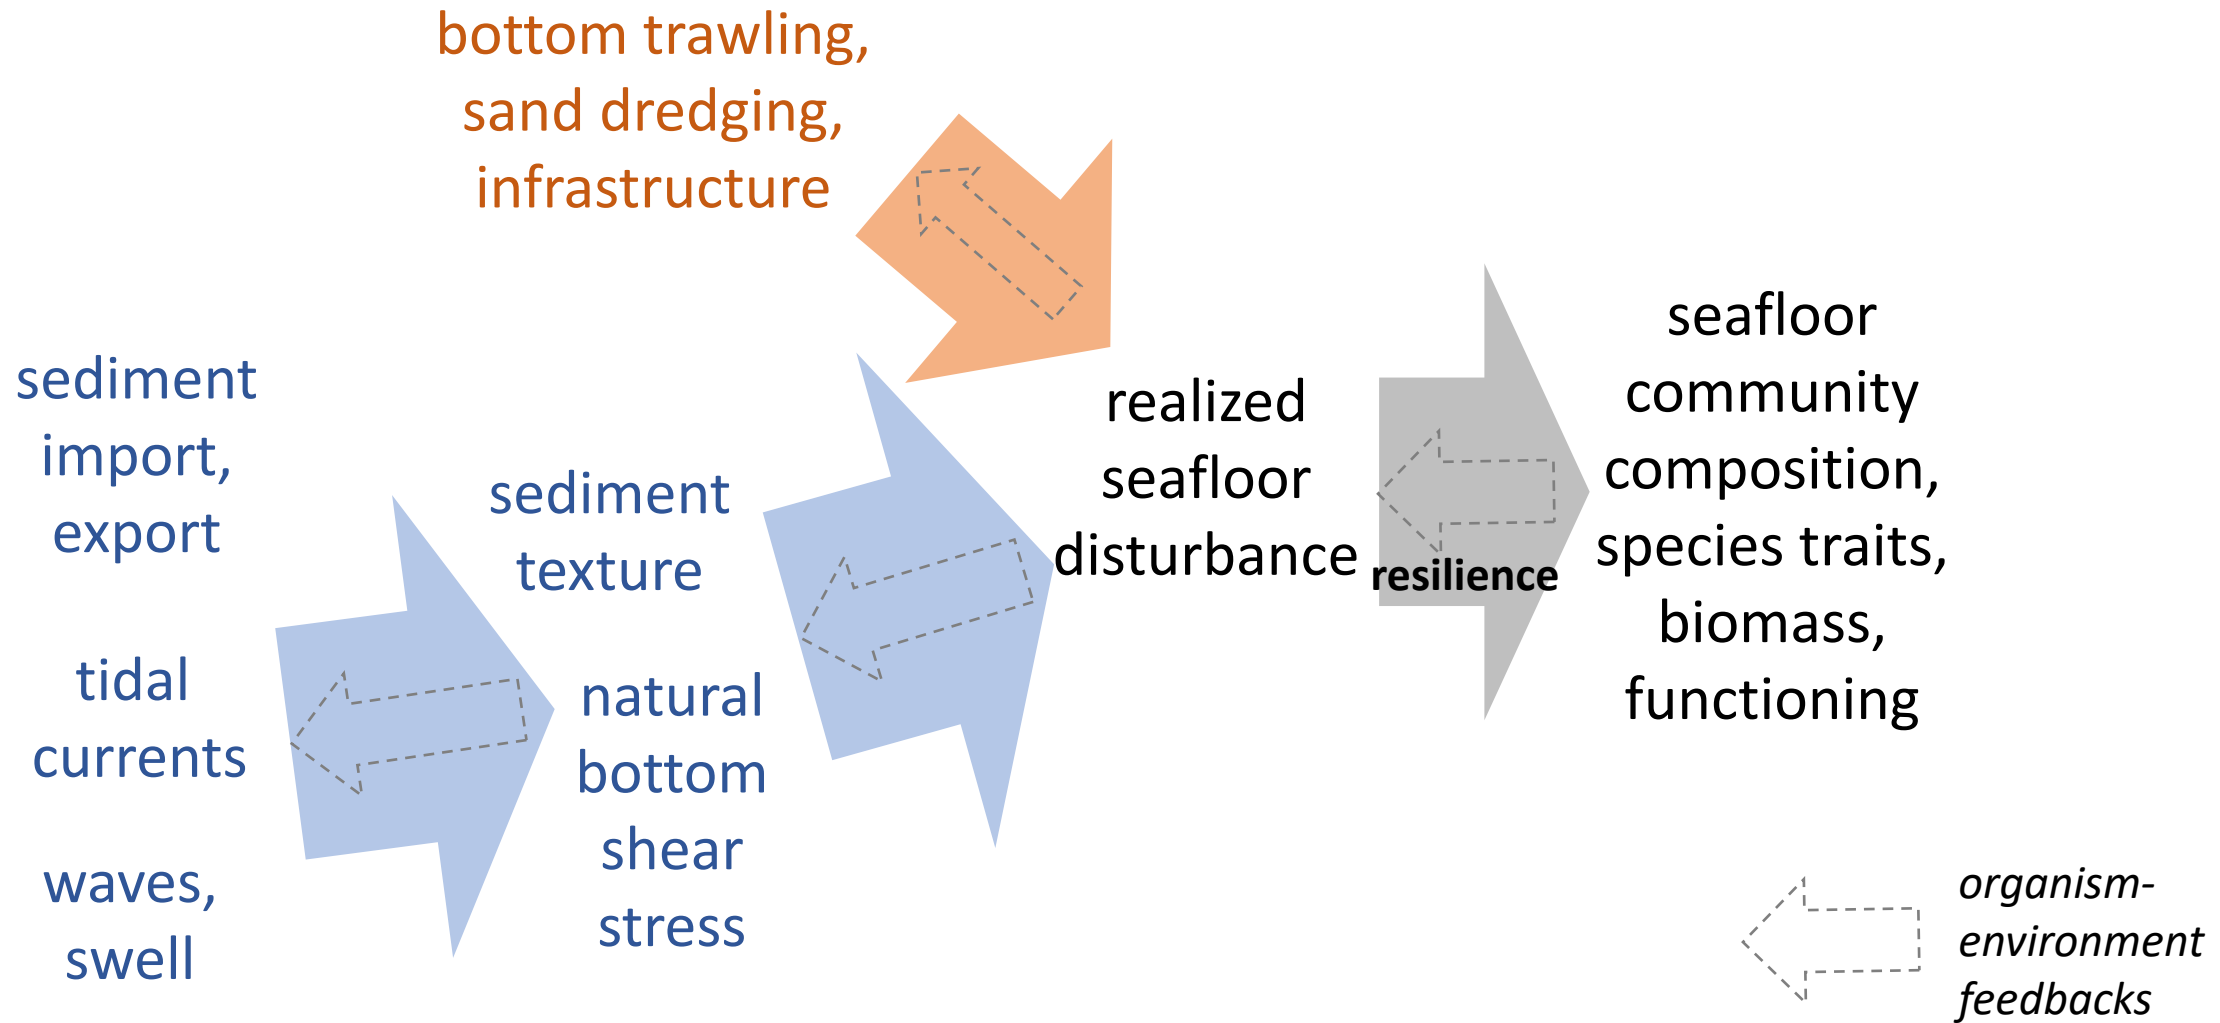 bottom trawling,
sand dredging,
infrastructure
sediment
import,
export
tidal
currents
waves,
swell
sediment
texture
natural
bottom
shear
stress
realized
seafloor
disturbance
resilience
seafloor
community
composition,
species traits,
biomass,
functioning
organism-
environment
feedbacks